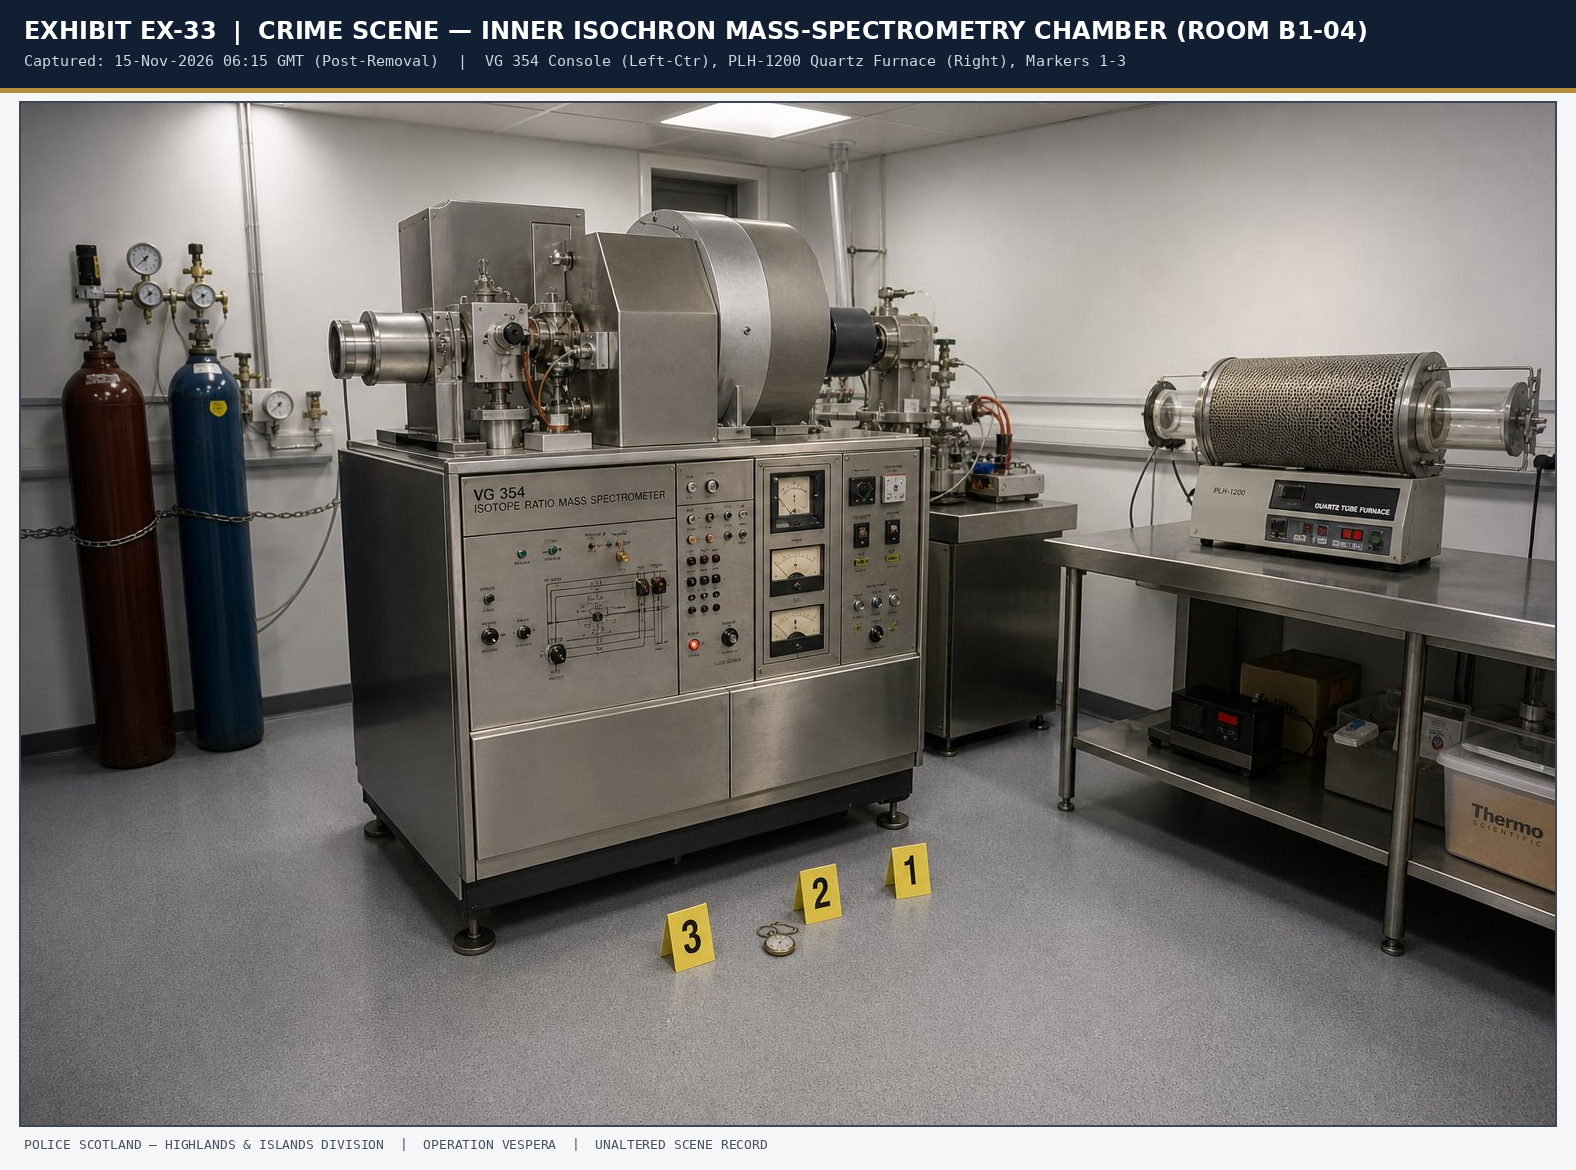 EXHIBIT EX-33 | CRIME SCENE — INNER ISOCHRON MASS-SPECTROMETRY CHAMBER (ROOM B1-04)
Captured: 15-Nov-2026 06:15 GMT (Post-Removal) | VG 354 Console (Left-Ctr), PLH-1200 Quartz Furnace (Right), Markers 1-3
VG 354
ISOTOPE RATIO MASS SPECTROMETER
PLH-1200
QUARTZ TUBE FURNACE
Thermo
SCIENTIFIC
1
2
3
POLICE SCOTLAND — HIGHLANDS & ISLANDS DIVISION | OPERATION VESPERA | UNALTERED SCENE RECORD